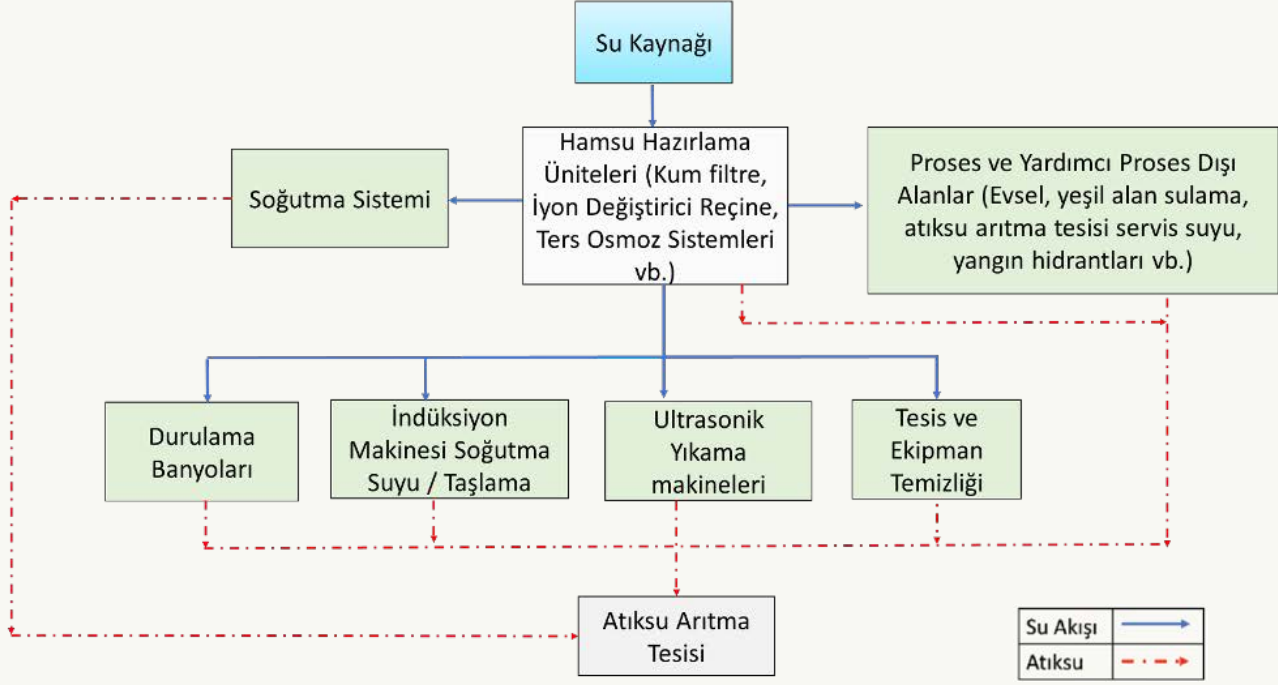 Su Kaynağı
Hamsu Hazırlama
Üniteleri (Kum filtre,
İyon Değiştirici Reçine,
Ters Osmoz Sistemleri
vb.)
Soğutma Sistemi
Proses ve Yardımcı Proses Dışı
Alanlar (Evsel, yeşil alan sulama,
atıksu arıtma tesisi servis suyu,
yangın hidrantları vb.)
Durulama
Banyoları
İndüksiyon
Makinesi Soğutma
Suyu / Taşlama
Ultrasonik
Yıkama
makineleri
Tesis ve
Ekipman
Temizliği
Atıksu Arıtma
Tesisi
Su Akışı
Atıksu